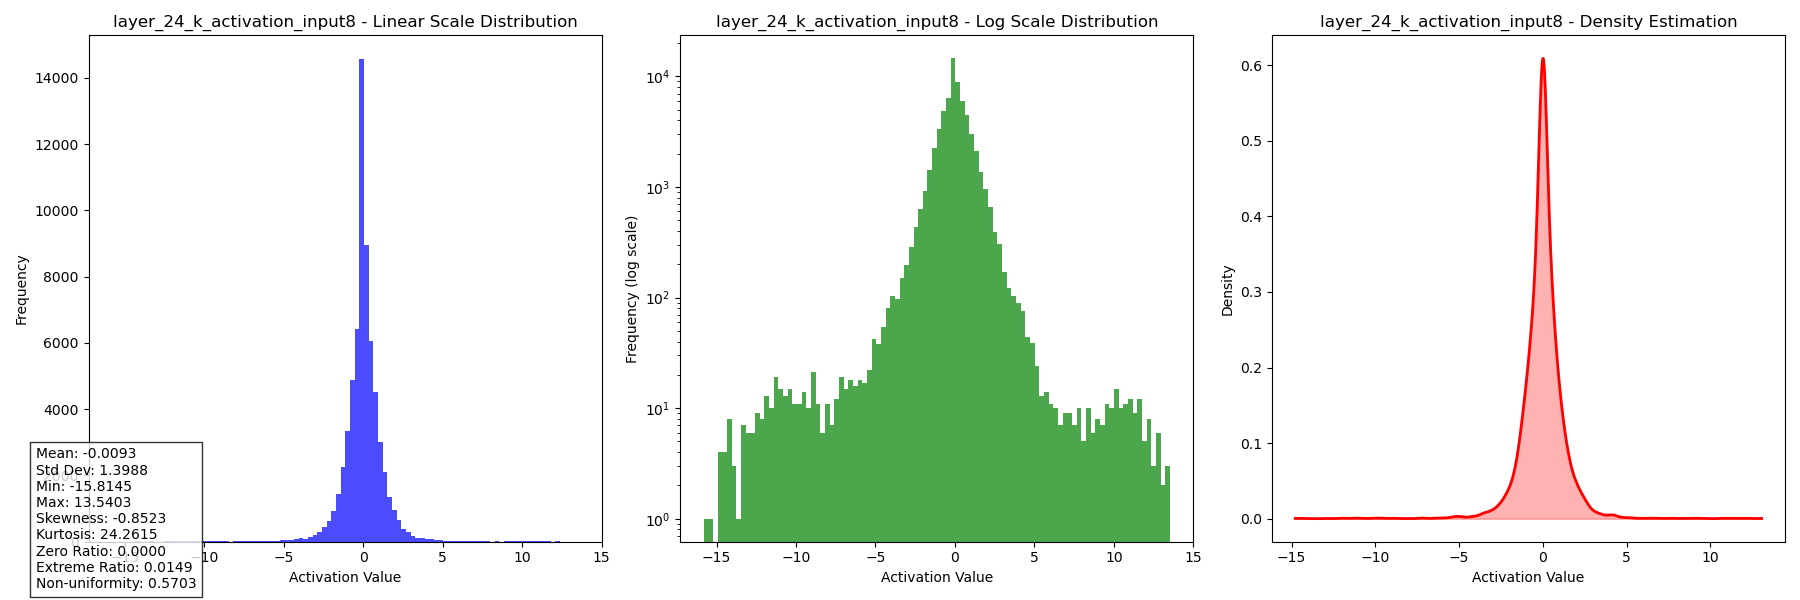 layer_24_k_activation_input8 - Linear Scale Distribution
14000
12000
10000
8000
6000
4000
Frequency
−10
−5
0
5
10
15
Activation Value
Mean: -0.0093
Std Dev: 1.3988
Min: -15.8145
Max: 13.5403
Skewness: -0.8523
Kurtosis: 24.2615
Zero Ratio: 0.0000
Extreme Ratio: 0.0149
Non-uniformity: 0.5703
layer_24_k_activation_input8 - Log Scale Distribution
10⁴
10³
10²
10¹
10⁰
Frequency (log scale)
−15
−10
−5
0
5
10
15
Activation Value
layer_24_k_activation_input8 - Density Estimation
0.6
0.5
0.4
0.3
0.2
0.1
0.0
Density
−15
−10
−5
0
5
10
Activation Value